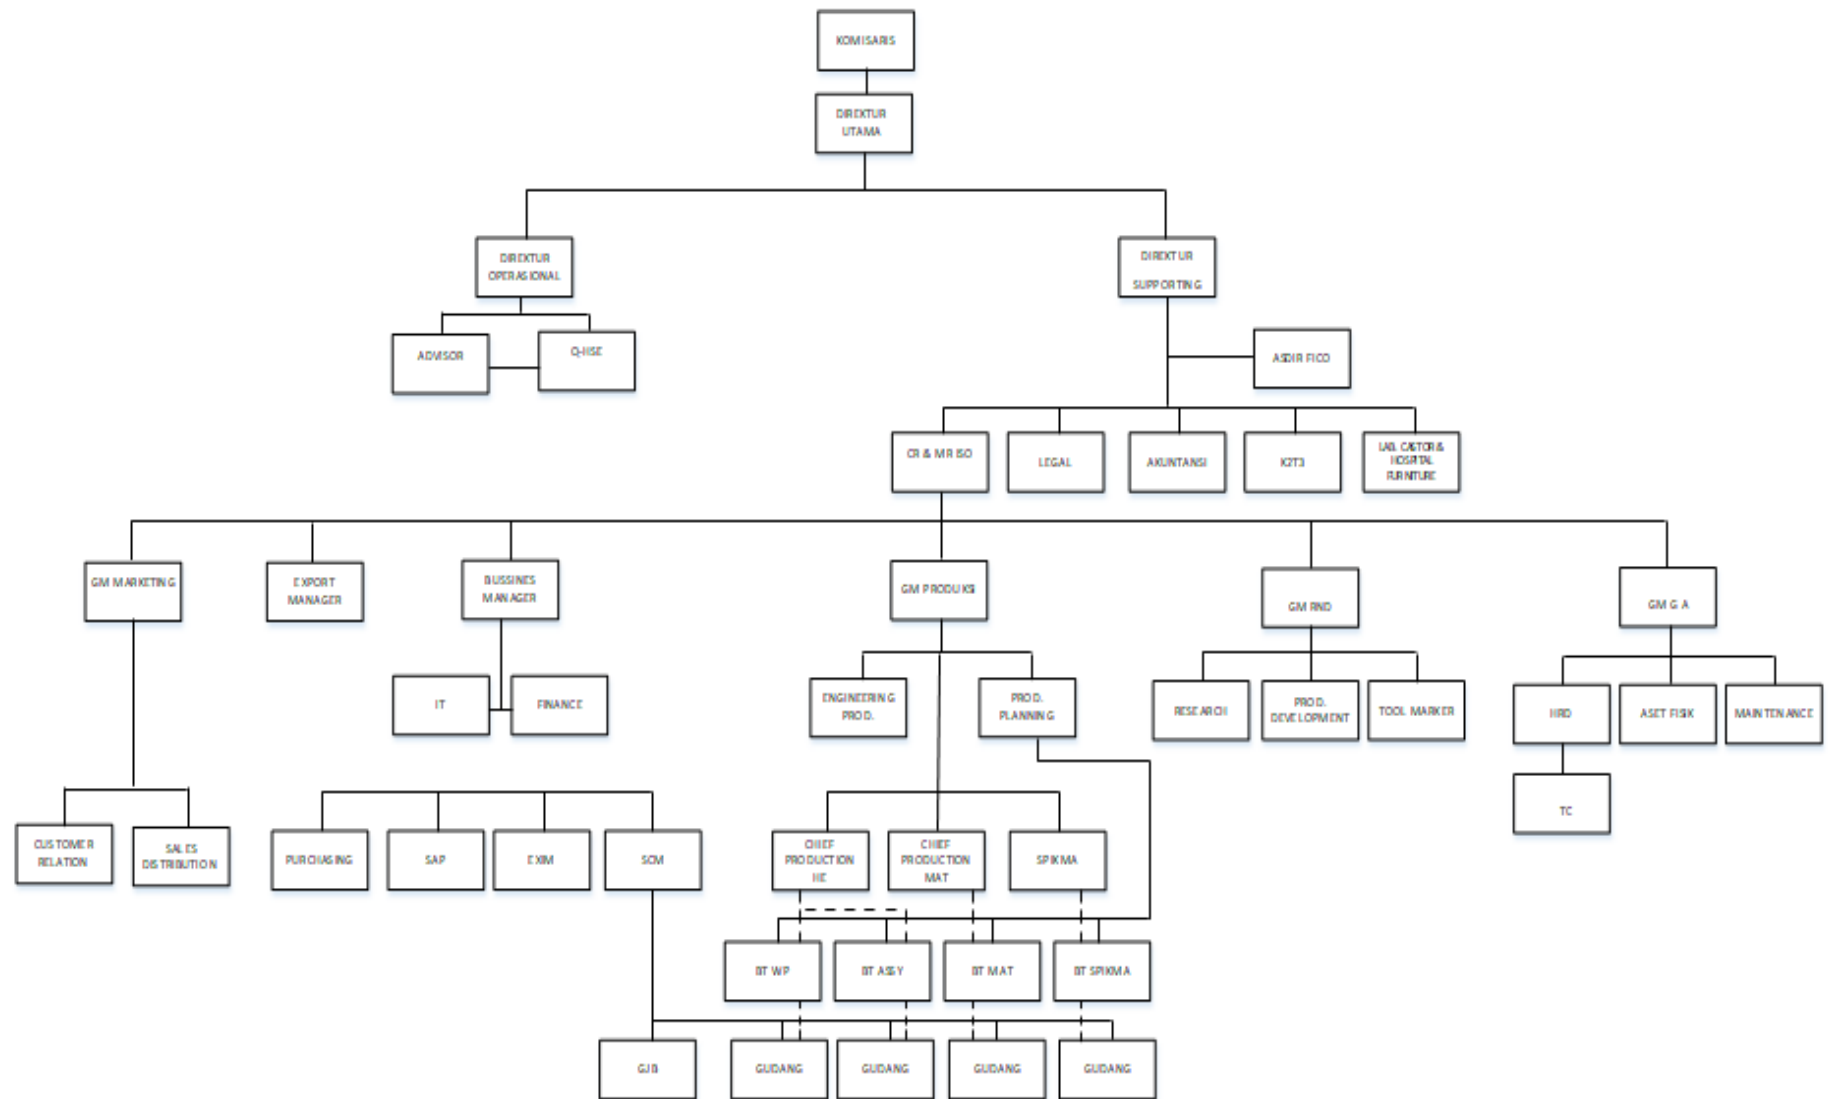 KOMISARIS
DIREKTUR
UTAMA
DIREKTUR
OPERASIONAL
DIREKTUR
SUPPORTING
ADVISOR
Q-HSE
ASDIR FICO
CR & MR ISO
LEGAL
AKUNTANSI
K2T3
LAB. CASTOR &
HOSPITAL
FURNITURE
GM MARKETING
EXPORT
MANAGER
BUSSINES
MANAGER
GM PRODUKSI
GM RND
GM G A
IT
FINANCE
ENGINEERING
PROD.
PROD.
PLANNING
RESEARCH
PROD.
DEVELOPMENT
TOOL MARKER
HRD
ASET FISIK
MAINTENANCE
TC
CUSTOMER
RELATION
SALES
DISTRIBUTION
PURCHASING
SAP
EXIM
SCM
CHIEF
PRODUCTION
HE
CHIEF
PRODUCTION
MAT
SPIKMA
BT WP
BT ASSY
BT MAT
BT SPIKMA
GJB
GUDANG
GUDANG
GUDANG
GUDANG